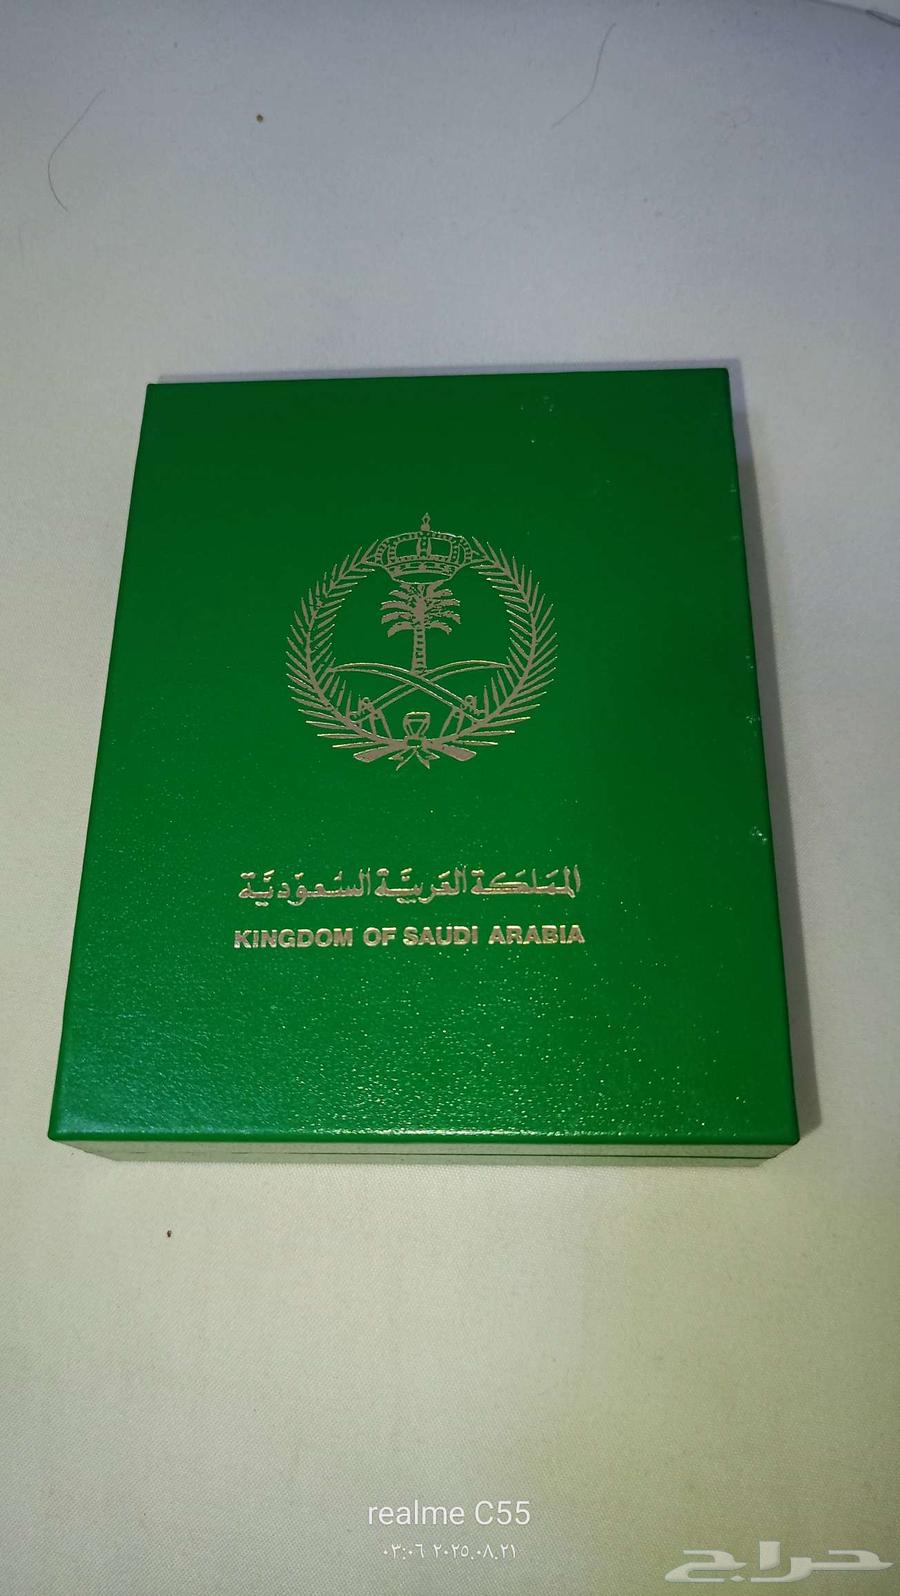 المملكة العربية السعودية
KINGDOM OF SAUDI ARABIA
realme C55
٢٠٢٥.٠٨.٢١ ٠٣:٠٦
حراج